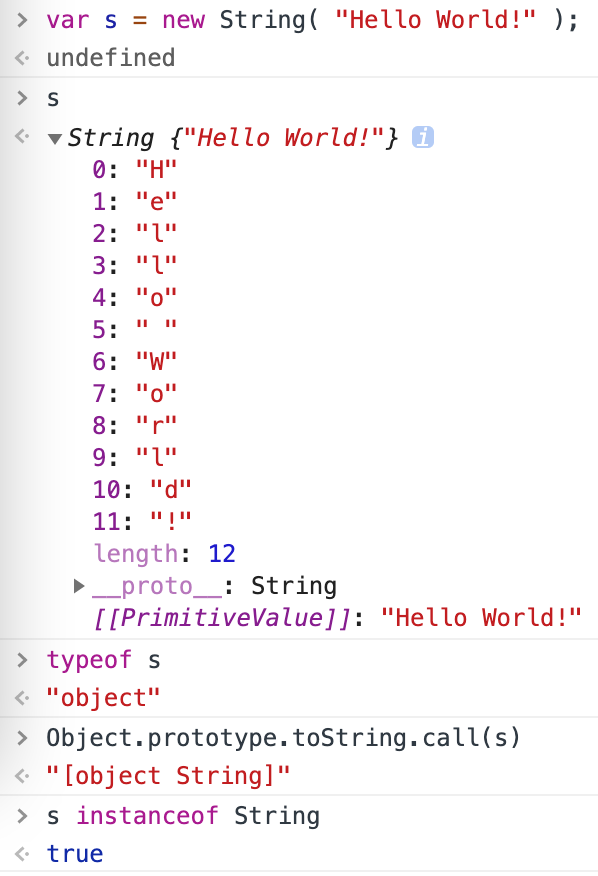 > var s = new String( "Hello World!" );
<· undefined
> s
<· ▼String {"Hello World!"} i
0: "H"
1: "e"
2: "l"
3: "l"
4: "o"
5: " "
6: "W"
7: "o"
8: "r"
9: "l"
10: "d"
11: "!"
length: 12
▶__proto__: String
[[PrimitiveValue]]: "Hello World!"
> typeof s
<· "object"
> Object.prototype.toString.call(s)
<· "[object String]"
> s instanceof String
<· true